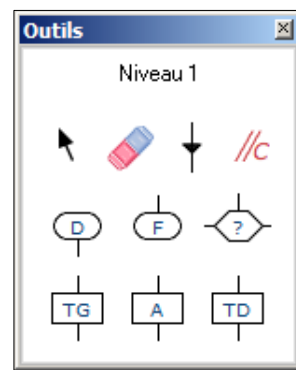 Outils
Niveau 1
//c
D F ?
TG A TD